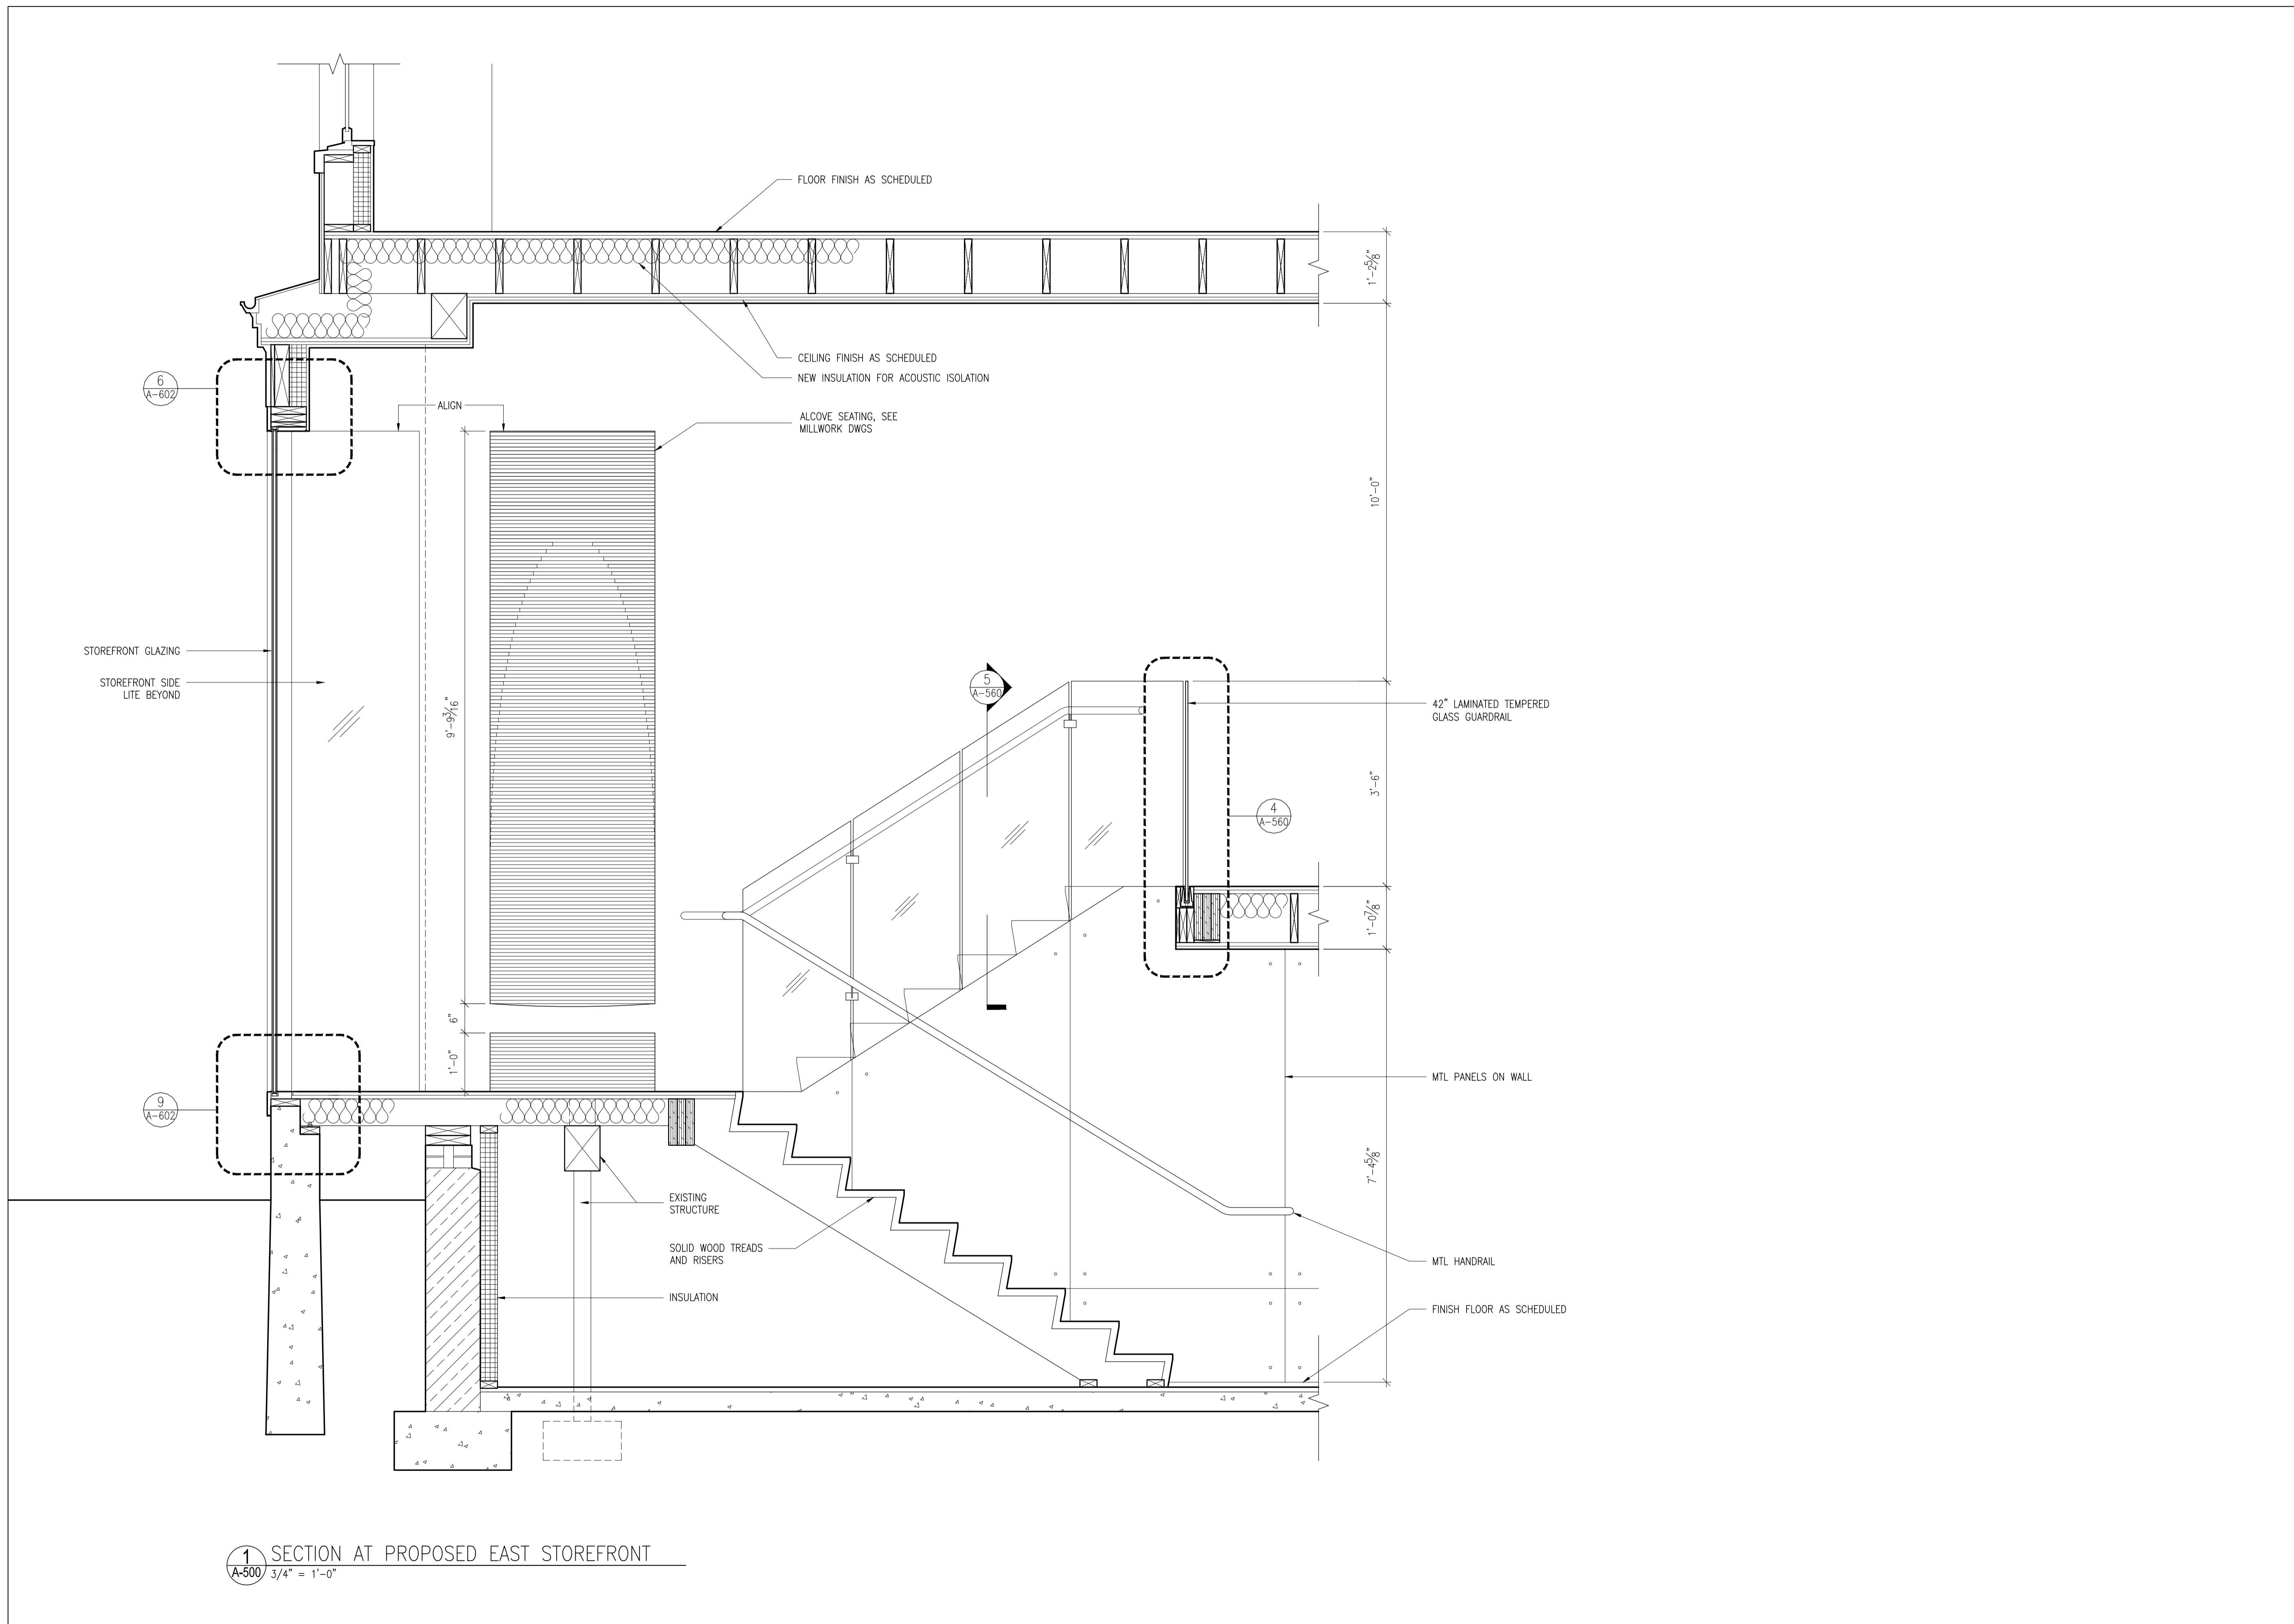 FLOOR FINISH AS SCHEDULED
1'-2⅝"
CEILING FINISH AS SCHEDULED
NEW INSULATION FOR ACOUSTIC ISOLATION
6
A-602
ALIGN
ALCOVE SEATING, SEE
MILLWORK DWGS
10'-0"
STOREFRONT GLAZING
STOREFRONT SIDE
LITE BEYOND
9'-9 3/16"
5
A-560
42" LAMINATED TEMPERED
GLASS GUARDRAIL
3'-6"
4
A-560
1'-0⅞"
6"
1'-0"
9
A-602
MTL PANELS ON WALL
7'-4⅝"
EXISTING
STRUCTURE
SOLID WOOD TREADS
AND RISERS
MTL HANDRAIL
INSULATION
FINISH FLOOR AS SCHEDULED
1
A-500
SECTION AT PROPOSED EAST STOREFRONT
3/4" = 1'-0"